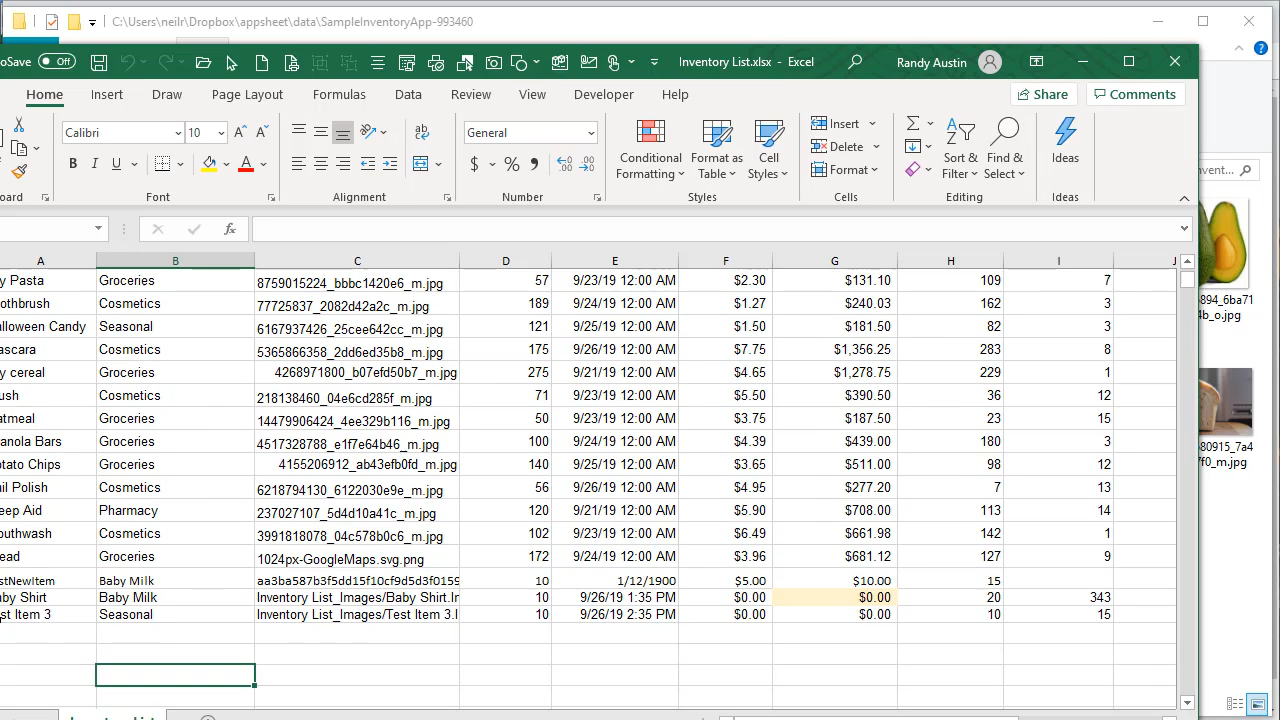 C:\Users\neilr\Dropbox\appsheet\data\SampleInventoryApp-993460
oSave Off Inventory List.xlsx - Excel Randy Austin
Home Insert Draw Page Layout Formulas Data Review View Developer Help Share Comments
Calibri 10 General Insert
Conditional Formatting Format as Table Cell Styles Delete Sort & Filter Find & Select Ideas
Format
Font Alignment Number Styles Cells Editing Ideas
nvent...
fx
A B C D E F G H I J
y Pasta Groceries 8759015224_bbbc1420e6_m.jpg 57 9/23/19 12:00 AM $2.30 $131.10 109 7
othbrush Cosmetics 77725837_2082d42a2c_m.jpg 189 9/24/19 12:00 AM $1.27 $240.03 162 3
alloween Candy Seasonal 6167937426_25cee642cc_m.jpg 121 9/25/19 12:00 AM $1.50 $181.50 82 3
ascara Cosmetics 5365866358_2dd6ed35b8_m.jpg 175 9/26/19 12:00 AM $7.75 $1,356.25 283 8
y cereal Groceries 4268971800_b07efd50b7_m.jpg 275 9/21/19 12:00 AM $4.65 $1,278.75 229 1
ush Cosmetics 218138460_04e6cd285f_m.jpg 71 9/23/19 12:00 AM $5.50 $390.50 36 12
atmeal Groceries 14479906424_4ee329b116_m.jpg 50 9/23/19 12:00 AM $3.75 $187.50 23 15
anola Bars Groceries 4517328788_e1f7e64b46_m.jpg 100 9/24/19 12:00 AM $4.39 $439.00 180 3
otato Chips Groceries 4155206912_ab43efb0fd_m.jpg 140 9/25/19 12:00 AM $3.65 $511.00 98 12
ail Polish Cosmetics 6218794130_6122030e9e_m.jpg 56 9/26/19 12:00 AM $4.95 $277.20 7 13
eep Aid Pharmacy 237027107_5d4d10a41c_m.jpg 120 9/21/19 12:00 AM $5.90 $708.00 113 14
outhwash Cosmetics 3991818078_04c578b0c6_m.jpg 102 9/23/19 12:00 AM $6.49 $661.98 142 1
ead Groceries 1024px-GoogleMaps.svg.png 172 9/24/19 12:00 AM $3.96 $681.12 127 9
stNewItem Baby Milk aa3ba587b3f5dd15f10cf9d5d3f0159 10 1/12/1900 $5.00 $10.00 15
aby Shirt Baby Milk Inventory List_Images/Baby Shirt.In 10 9/26/19 1:35 PM $0.00 $0.00 20 343
st Item 3 Seasonal Inventory List_Images/Test Item 3.I 10 9/26/19 2:35 PM $0.00 $0.00 10 15
894_6ba71
4b_o.jpg
80915_7a4
7f0_m.jpg